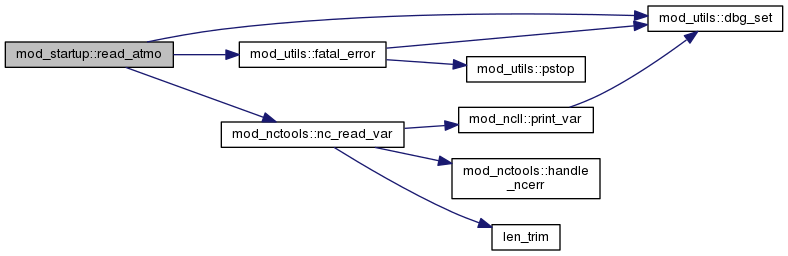 mod_startup::read_atmo
mod_utils::fatal_error
mod_utils::dbg_set
mod_utils::pstop
mod_nctools::nc_read_var
mod_ncll::print_var
mod_nctools::handle
_ncerr
len_trim